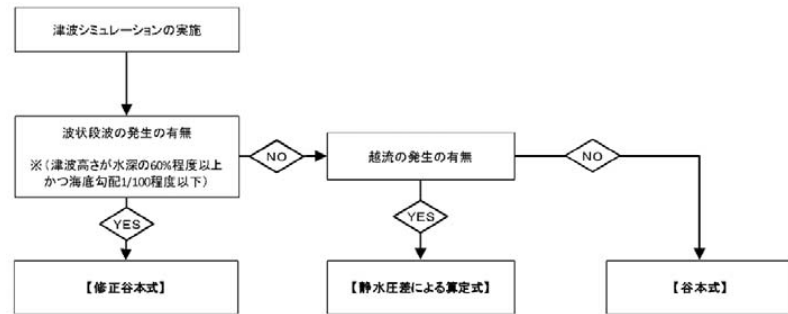 津波シミュレーションの実施
波状段波の発生の有無
※(津波高さが水深の60%程度以上
かつ海底勾配1/100程度以下)
NO
越流の発生の有無
NO
YES
YES
【修正谷本式】
【静水圧差による算定式】
【谷本式】